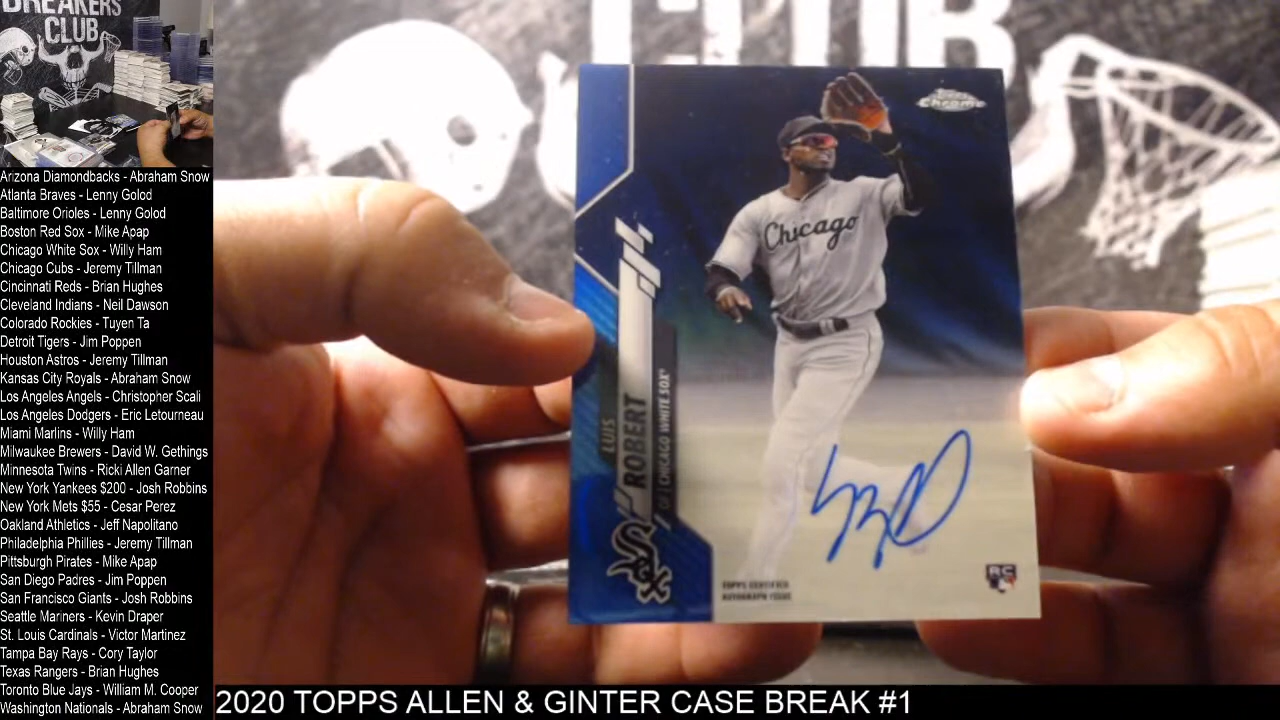 BREAKERS
CLUB
Arizona Diamondbacks - Abraham Snow
Atlanta Braves - Lenny Golod
Baltimore Orioles - Lenny Golod
Boston Red Sox - Mike Apap
Chicago White Sox - Willy Ham
Chicago Cubs - Jeremy Tillman
Cincinnati Reds - Brian Hughes
Cleveland Indians - Neil Dawson
Colorado Rockies - Tuyen Ta
Detroit Tigers - Jim Poppen
Houston Astros - Jeremy Tillman
Kansas City Royals - Abraham Snow
Los Angeles Angels - Christopher Scali
Los Angeles Dodgers - Eric Letourneau
Miami Marlins - Willy Ham
Milwaukee Brewers - David W. Gethings
Minnesota Twins - Ricki Allen Garner
New York Yankees $200 - Josh Robbins
New York Mets $55 - Cesar Perez
Oakland Athletics - Jeff Napolitano
Philadelphia Phillies - Jeremy Tillman
Pittsburgh Pirates - Mike Apap
San Diego Padres - Jim Poppen
San Francisco Giants - Josh Robbins
Seattle Mariners - Kevin Draper
St. Louis Cardinals - Victor Martinez
Tampa Bay Rays - Cory Taylor
Texas Rangers - Brian Hughes
Toronto Blue Jays - William M. Cooper
Washington Nationals - Abraham Snow
CLUB
Topps
Chrome
Chicago
LUIS
ROBERT
OF | CHICAGO WHITE SOX
Sox
TOPPS CERTIFIED
AUTOGRAPH ISSUE
RC
2020 TOPPS ALLEN & GINTER CASE BREAK #1